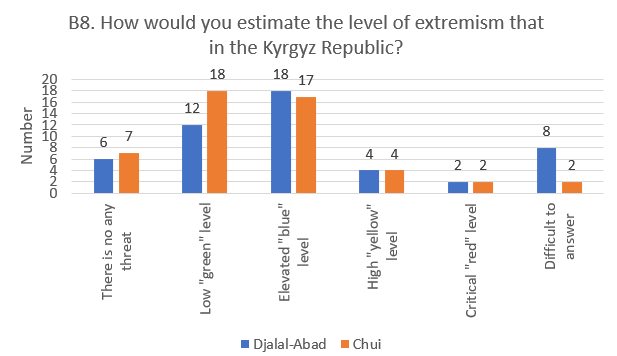 B8. How would you estimate the level of extremism that
in the Kyrgyz Republic?
Number
20
18
16
14
12
10
8
6
4
2
0
6
7
12
18
18
17
4
4
2
2
8
2
There is no any
threat
Low "green" level
Elevated "blue"
level
High "yellow"
level
Critical "red" level
Difficult to
answer
Djalal-Abad
Chui